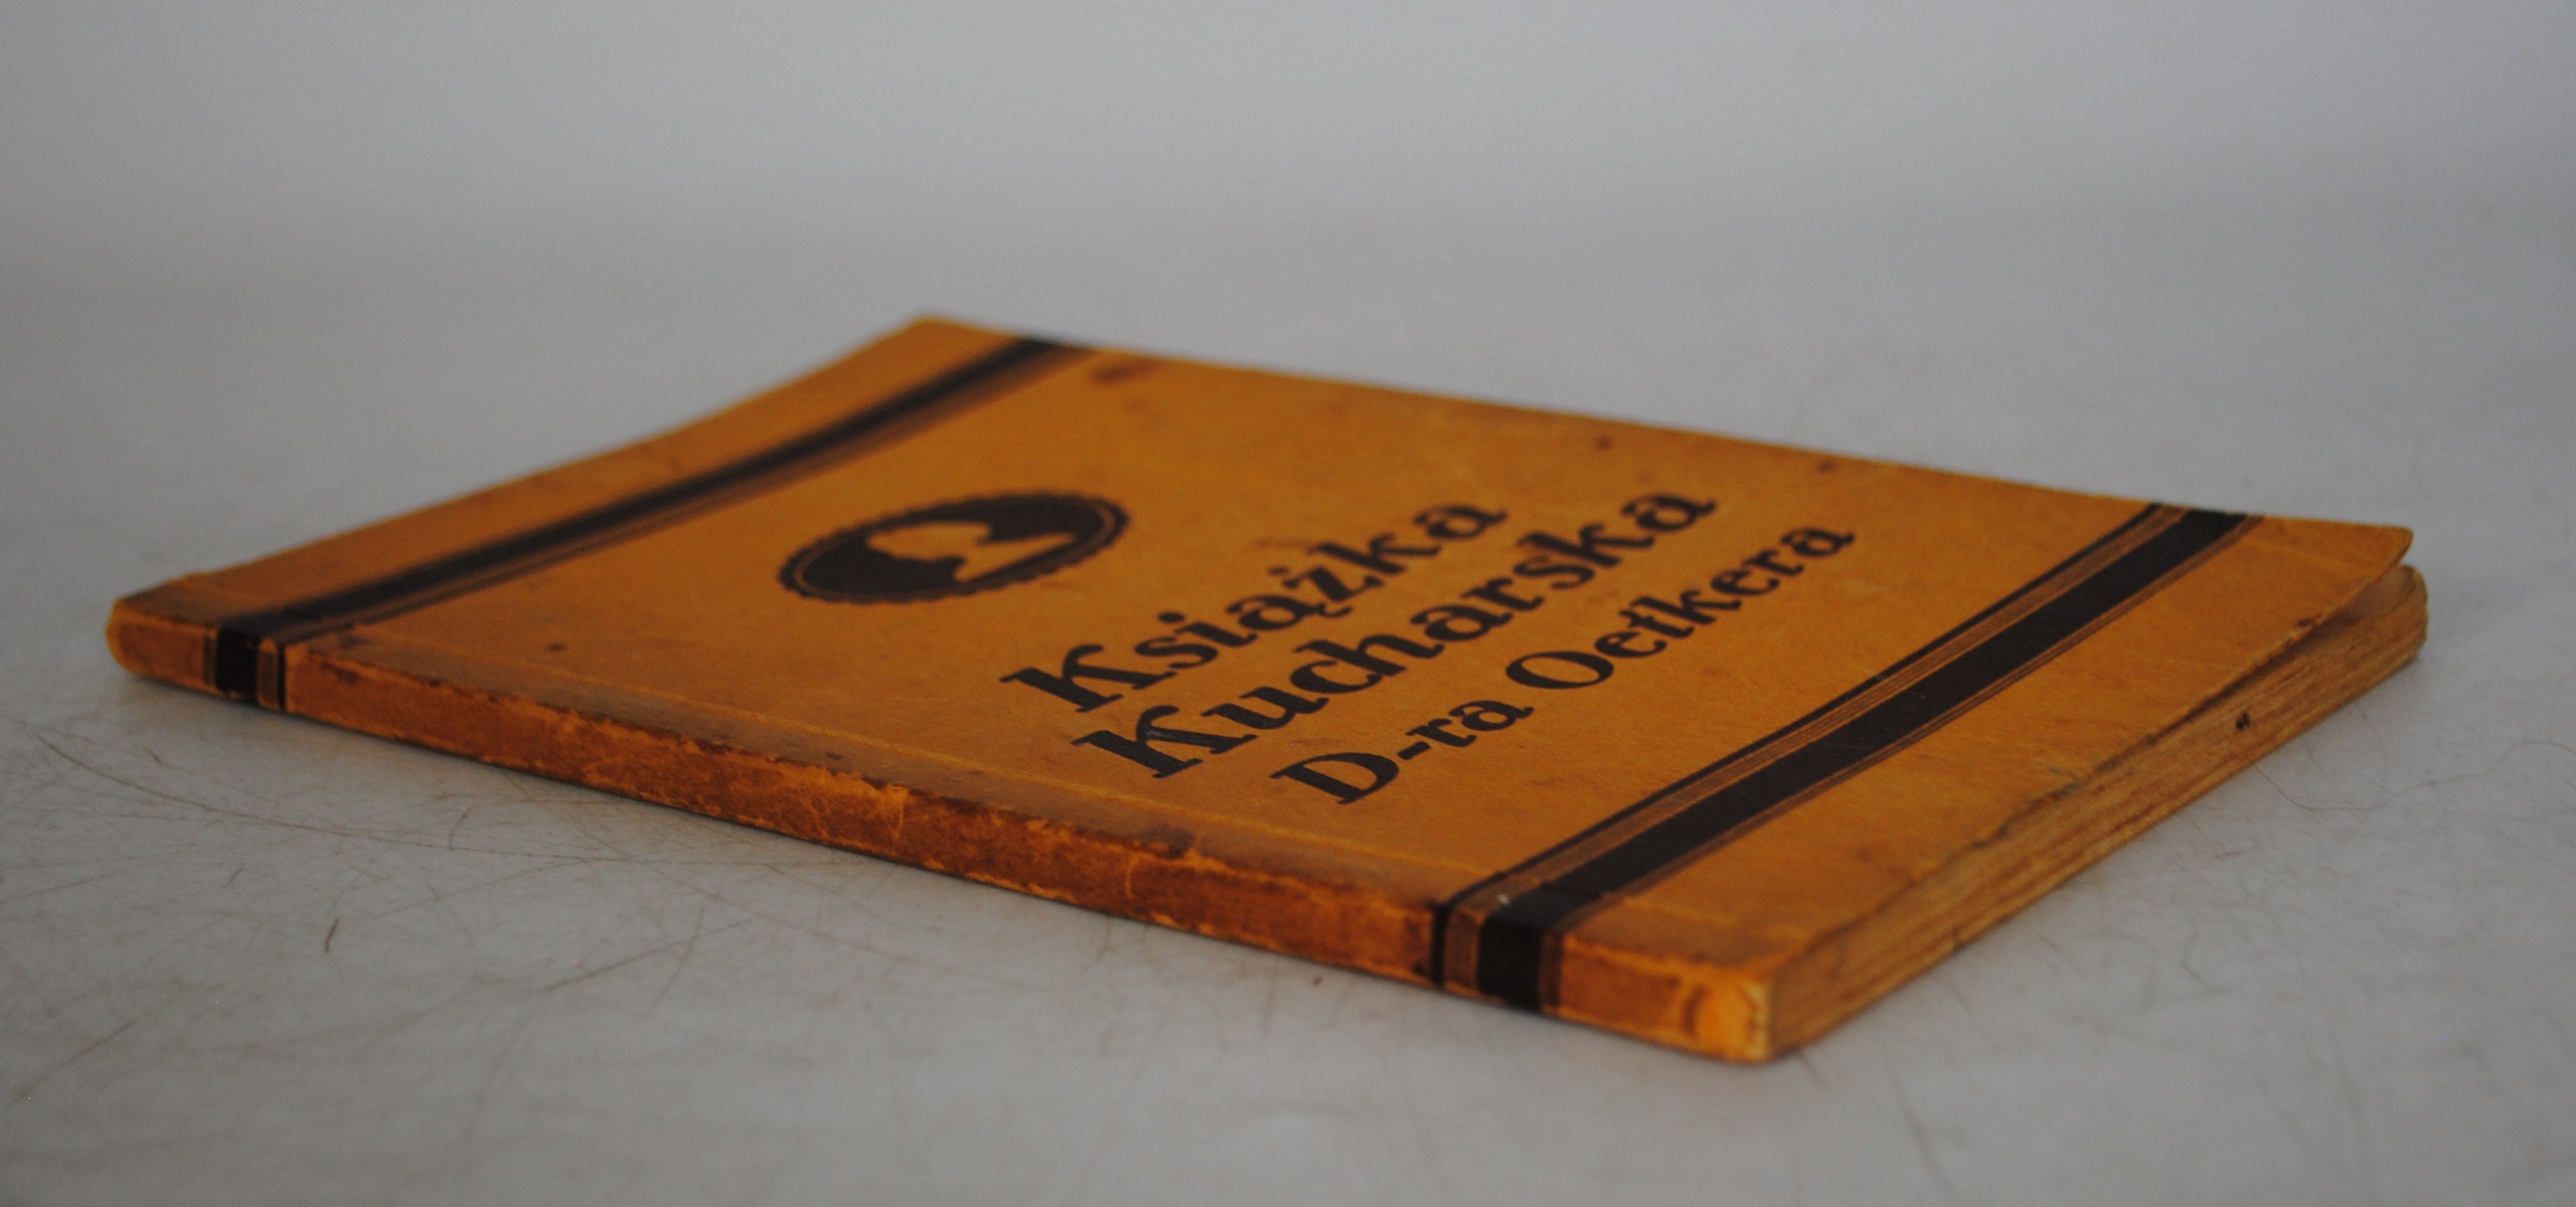 Książka
Kucharska
D-ra Oetkera